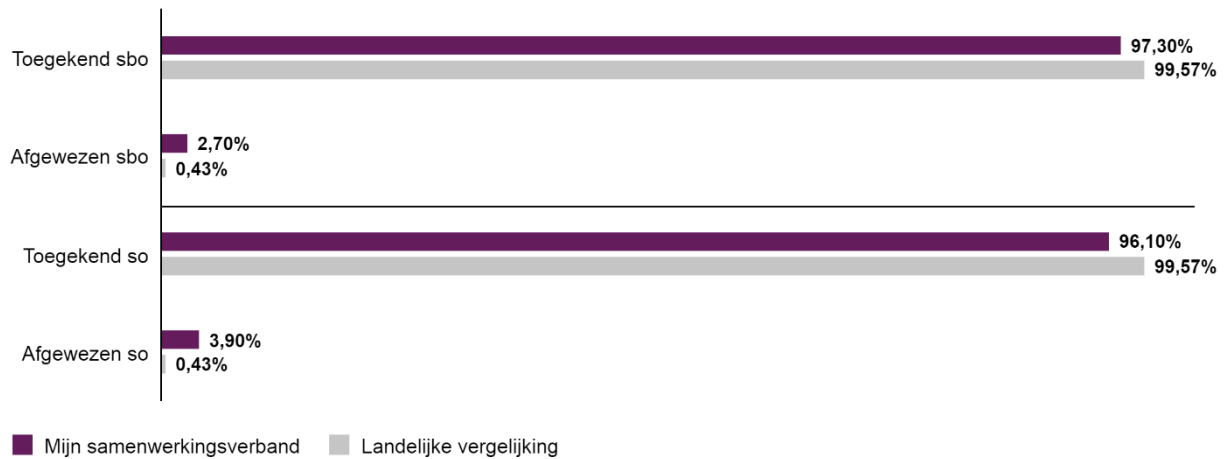 Toegekend sbo
97,30%
99,57%
Afgewezen sbo
2,70%
0,43%
Toegekend so
96,10%
99,57%
Afgewezen so
3,90%
0,43%
Mijn samenwerkingsverband Landelijke vergelijking